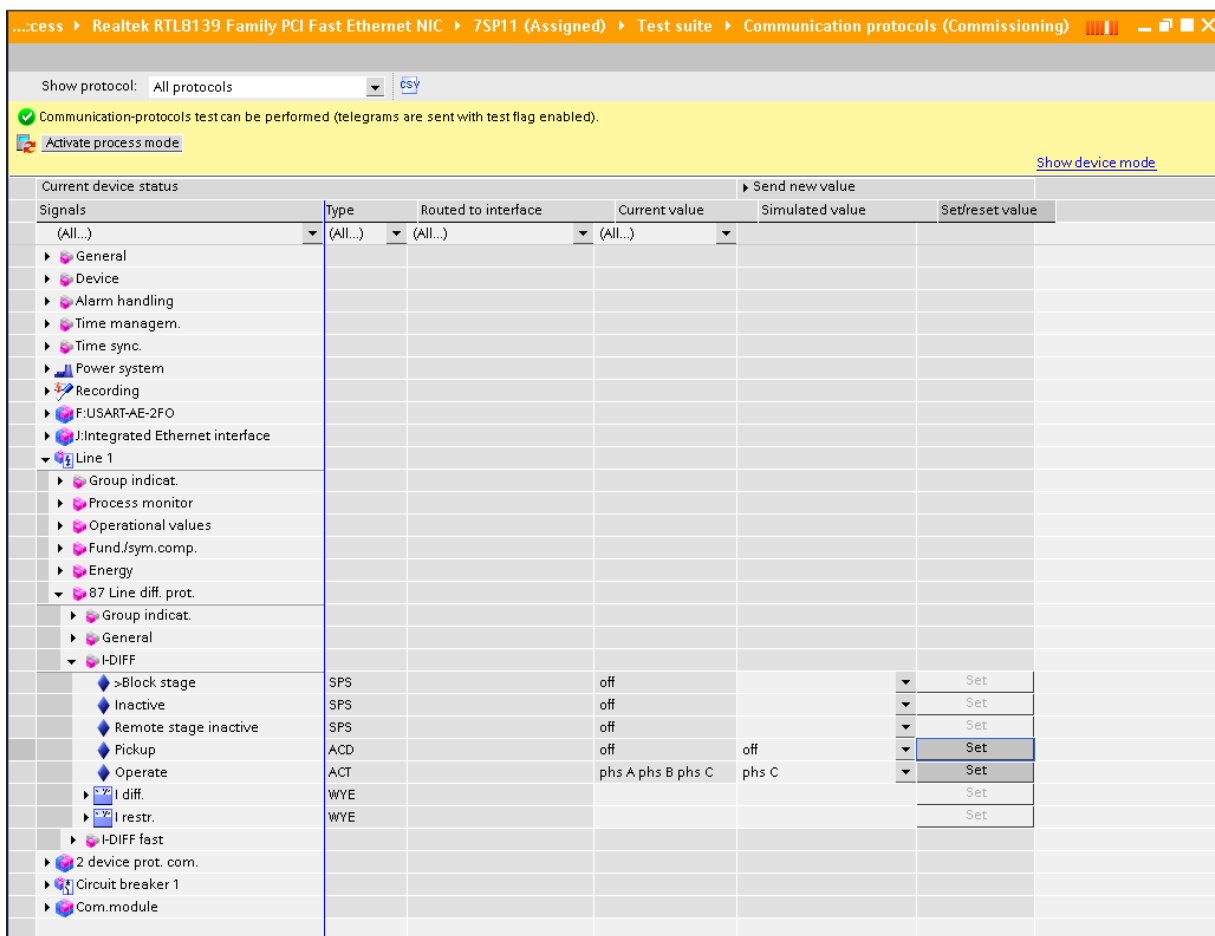 ...:cess ▸ Realtek RTL8139 Family PCI Fast Ethernet NIC ▸ 7SP11 (Assigned) ▸ Test suite ▸ Communication protocols (Commissioning)
Show protocol: All protocols CSV
Communication-protocols test can be performed (telegrams are sent with test flag enabled).
Activate process mode
Show device mode
Current device status Send new value
Signals Type Routed to interface Current value Simulated value Set/reset value
(All...) (All...) (All...) (All...)
General
Device
Alarm handling
Time managem.
Time sync.
Power system
Recording
F:USART-AE-2FO
J:Integrated Ethernet interface
Line 1
Group indicat.
Process monitor
Operational values
Fund./sym.comp.
Energy
87 Line diff. prot.
Group indicat.
General
I-DIFF
>Block stage SPS off Set
Inactive SPS off Set
Remote stage inactive SPS off Set
Pickup ACD off off Set
Operate ACT phs A phs B phs C phs C Set
I diff. WYE Set
I restr. WYE Set
I-DIFF fast
2 device prot. com.
Circuit breaker 1
Com.module